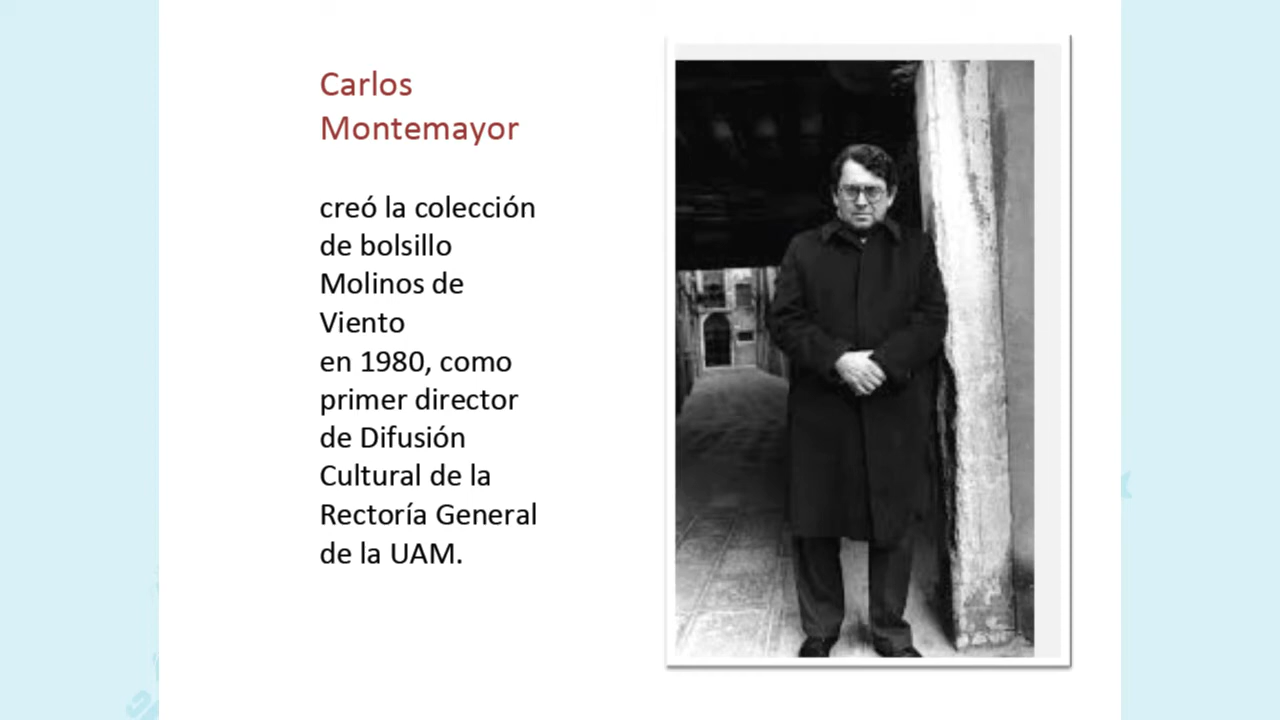 Carlos
Montemayor
creó la colección
de bolsillo
Molinos de
Viento
en 1980, como
primer director
de Difusión
Cultural de la
Rectoría General
de la UAM.